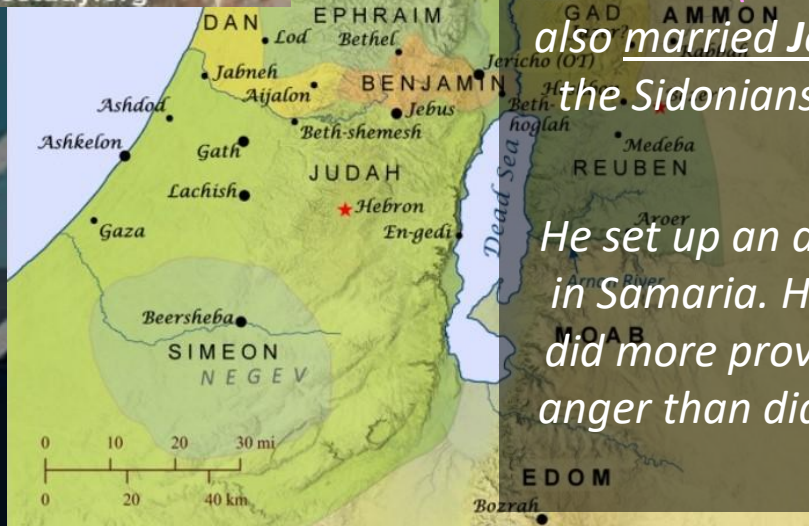 DAN
EPHRAIM
Lod
Bethel
Jabneh
Aijalon
BENJAMIN
Jericho (OT)
Ashdod
Jebus
Beth-
hoglah
Beth-shemesh
Ashkelon
Gath
JUDAH
Lachish
Hebron
Gaza
En-gedi
Dead Sea
Beersheba
SIMEON
NEGEV
0 10 20 30 mi
0 20 40 km
GAD
AMMON
Medeba
REUBEN
Aroer
Arnon River
MOAB
EDOM
Bozrah
also married
the Sidonians
He set up an
in Samaria. H
did more prov
anger than did